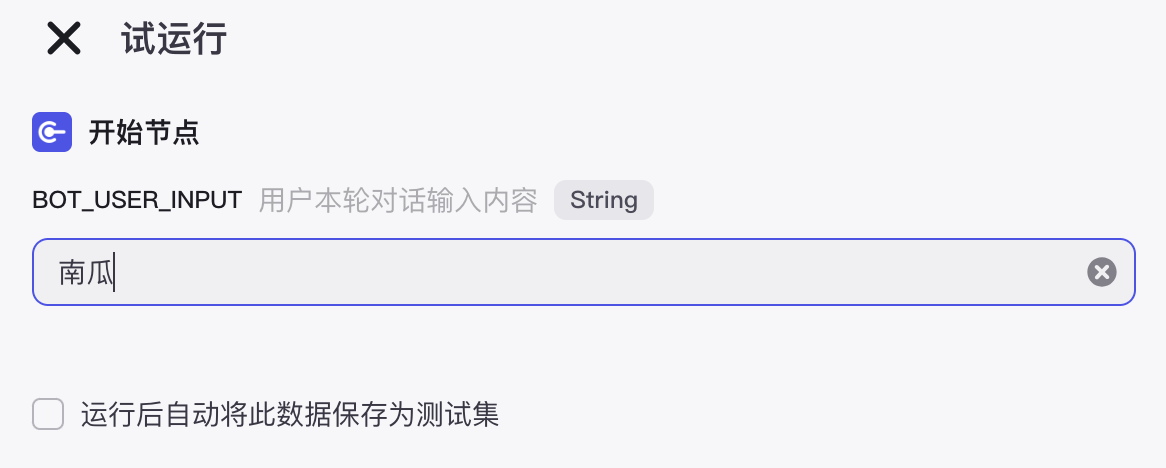 试运行
开始节点
BOT_USER_INPUT 用户本轮对话输入内容 String
南瓜
运行后自动将此数据保存为测试集